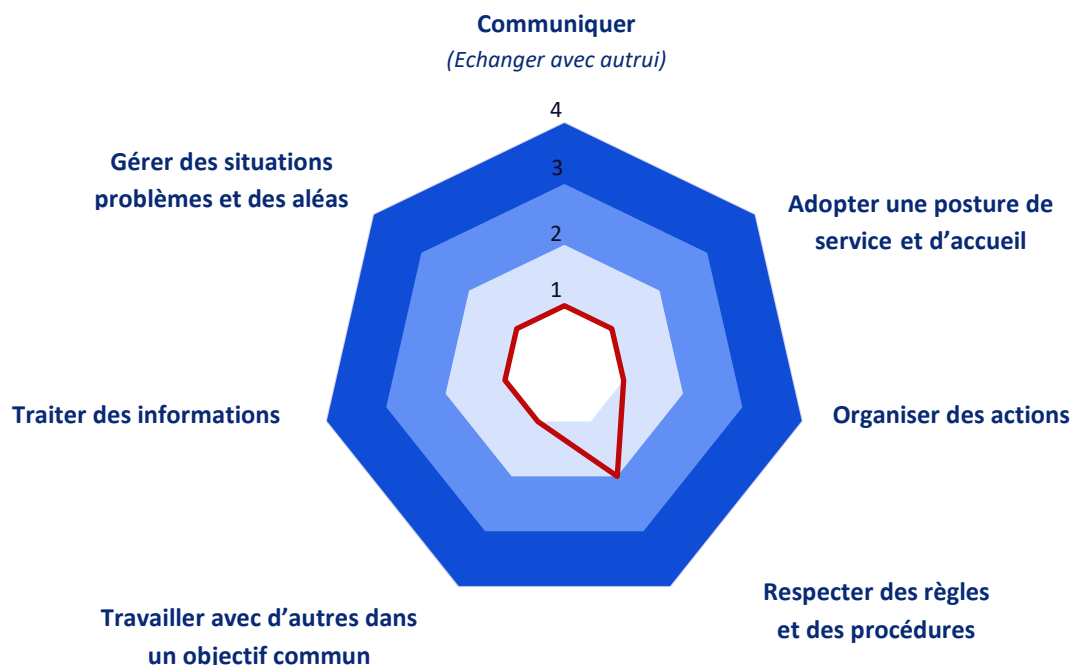 Communiquer
(Echanger avec autrui)
4
3
2
1
Gérer des situations
problèmes et des aléas
Adopter une posture de
service et d’accueil
Traiter des informations
Organiser des actions
Travailler avec d’autres dans
un objectif commun
Respecter des règles
et des procédures